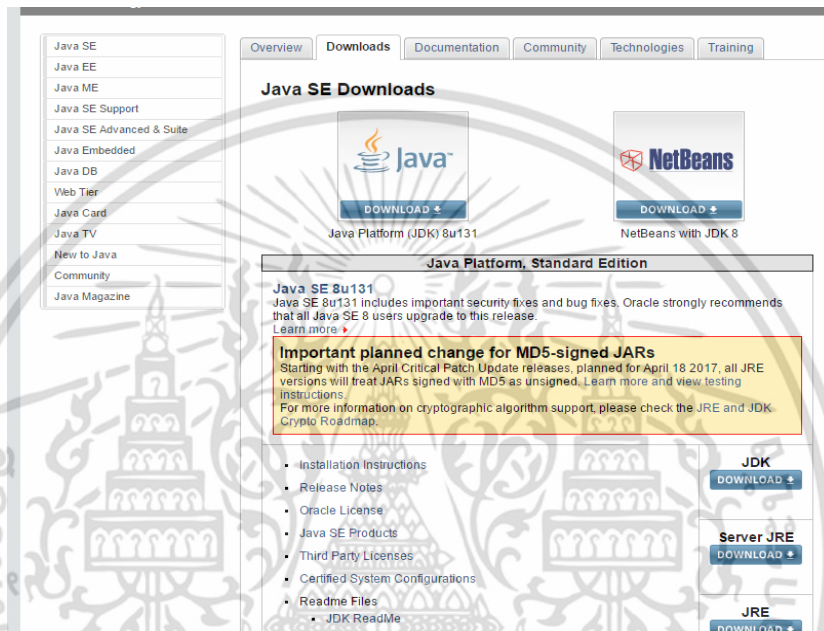 Java SE
Java EE
Java ME
Java SE Support
Java SE Advanced & Suite
Java Embedded
Java DB
Web Tier
Java Card
Java TV
New to Java
Community
Java Magazine
Overview Downloads Documentation Community Technologies Training
Java SE Downloads
Java
NetBeans
DOWNLOAD
DOWNLOAD
Java Platform (JDK) 8u131
NetBeans with JDK 8
Java Platform, Standard Edition
Java SE 8u131
Java SE 8u131 includes important security fixes and bug fixes. Oracle strongly recommends
that all Java SE 8 users upgrade to this release.
Learn more
Important planned change for MD5-signed JARs
Starting with the April Critical Patch Update releases, planned for April 18 2017, all JRE
versions will treat JARs signed with MD5 as unsigned. Learn more and view testing
instructions.
For more information on cryptographic algorithm support, please check the JRE and JDK
Crypto Roadmap.
Installation Instructions
Release Notes
Oracle License
Java SE Products
Third Party Licenses
Certified System Configurations
Readme Files
JDK ReadMe
JDK
DOWNLOAD
Server JRE
DOWNLOAD
JRE
DOWNLOAD